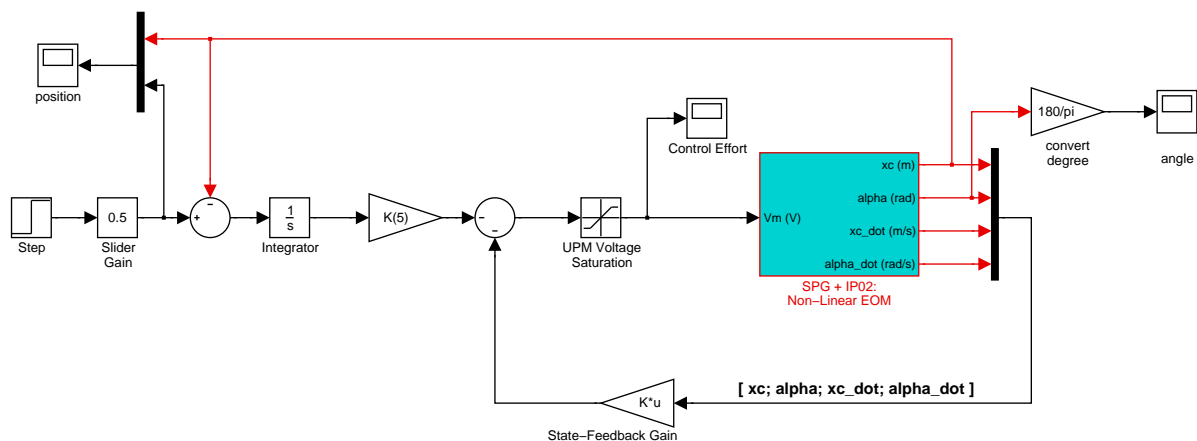 position
Control Effort
180/pi
convert
degree
angle
xc (m)
alpha (rad)
Vm (V)
xc_dot (m/s)
alpha_dot (rad/s)
SPG + IP02:
Non−Linear EOM
Step
0.5
Slider
Gain
+
−
1
s
Integrator
K(5)
−
−
UPM Voltage
Saturation
[ xc; alpha; xc_dot; alpha_dot ]
K*u
State−Feedback Gain